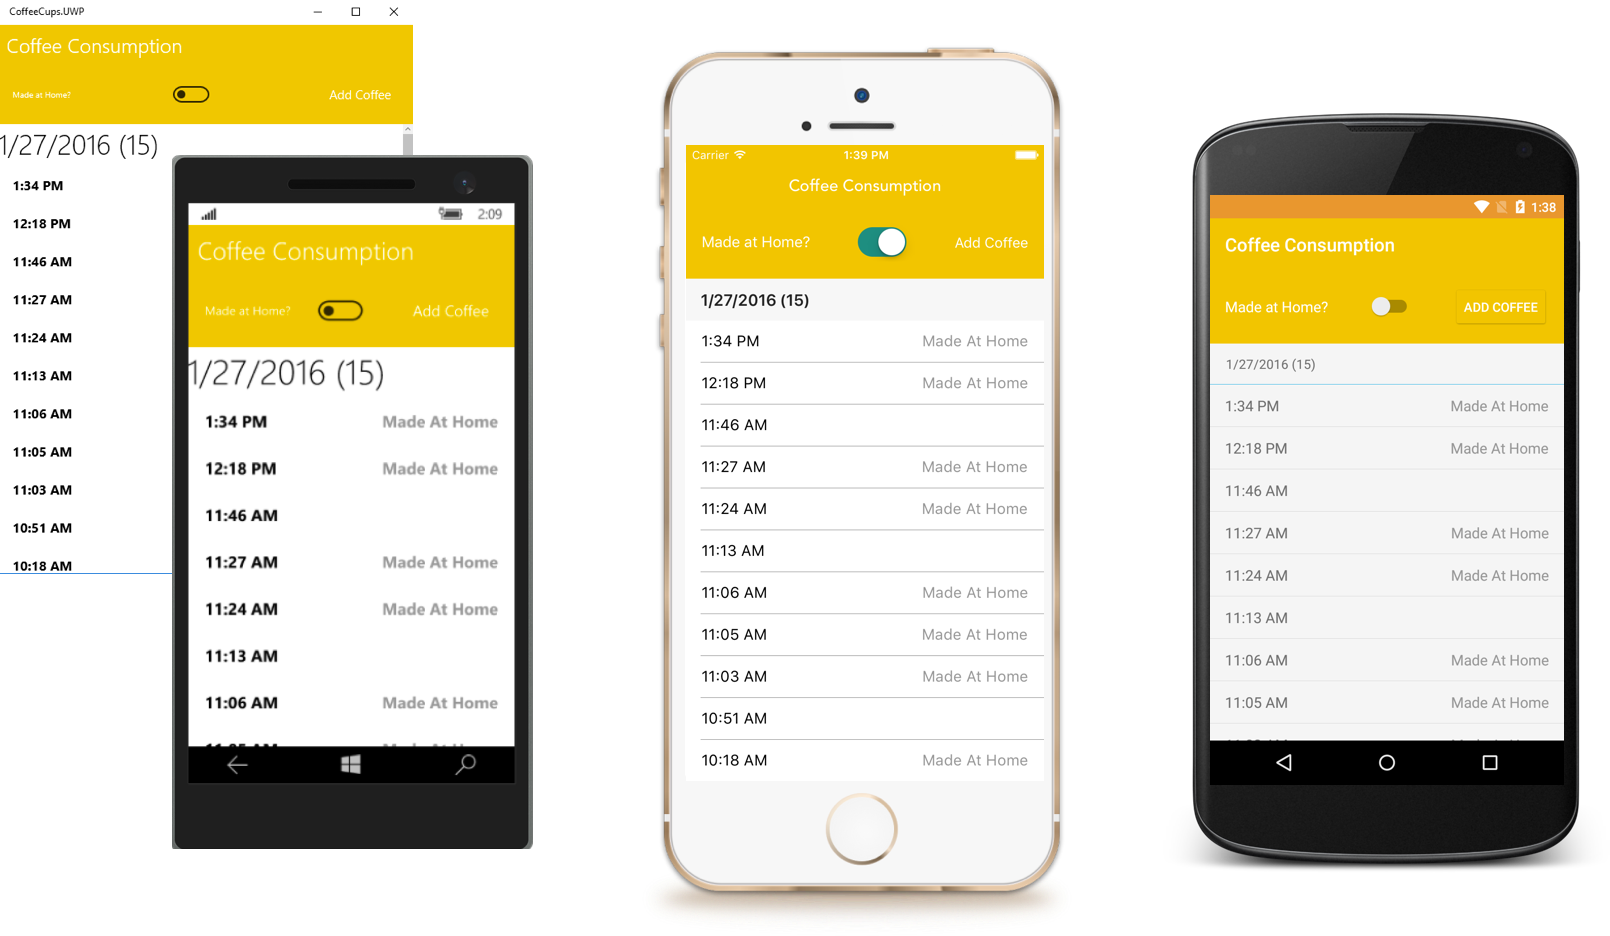 CoffeeCups.UWP
Coffee Consumption
Made at Home?
Add Coffee
1/27/2016 (15)
1:34 PM
12:18 PM
11:46 AM
11:27 AM
11:24 AM
11:13 AM
11:06 AM
11:05 AM
11:03 AM
10:51 AM
10:18 AM
2:09
Coffee Consumption
Made at Home?
Add Coffee
1/27/2016 (15)
1:34 PM Made At Home
12:18 PM Made At Home
11:46 AM
11:27 AM Made At Home
11:24 AM Made At Home
11:13 AM
11:06 AM Made At Home
Carrier 1:39 PM
Coffee Consumption
Made at Home? Add Coffee
1/27/2016 (15)
1:34 PM Made At Home
12:18 PM Made At Home
11:46 AM
11:27 AM Made At Home
11:24 AM Made At Home
11:13 AM
11:06 AM Made At Home
11:05 AM Made At Home
11:03 AM Made At Home
10:51 AM
10:18 AM Made At Home
1:38
Coffee Consumption
Made at Home? ADD COFFEE
1/27/2016 (15)
1:34 PM Made At Home
12:18 PM Made At Home
11:46 AM
11:27 AM Made At Home
11:24 AM Made At Home
11:13 AM
11:06 AM Made At Home
11:05 AM Made At Home